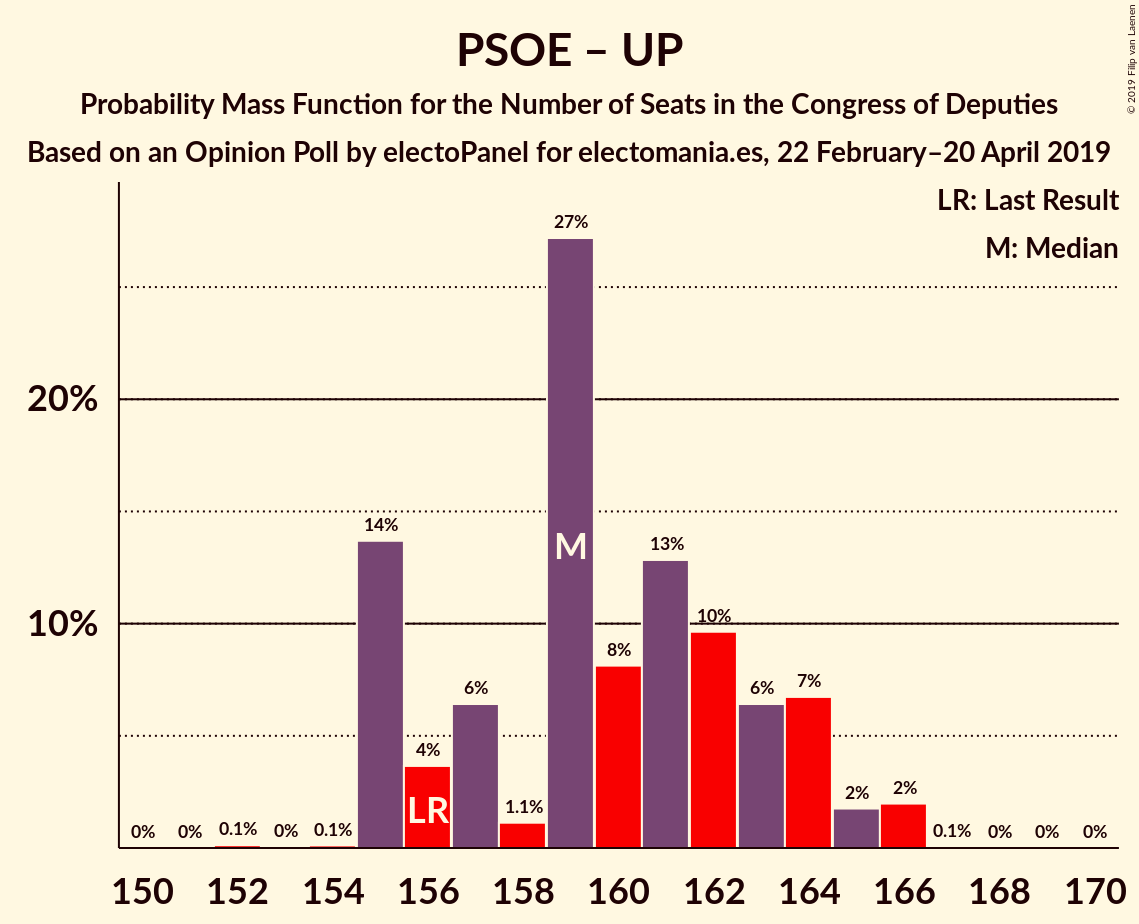 PSOE – UP
Probability Mass Function for the Number of Seats in the Congress of Deputies
Based on an Opinion Poll by electoPanel for electomania.es, 22 February–20 April 2019
© 2019 Filip van Laenen
LR: Last Result
M: Median
20%
10%
0%
0%
0.1%
0%
0.1%
14%
4%
6%
1.1%
27%
8%
13%
10%
6%
7%
2%
2%
0.1%
0%
0%
0%
LR
M
150 152 154 156 158 160 162 164 166 168 170